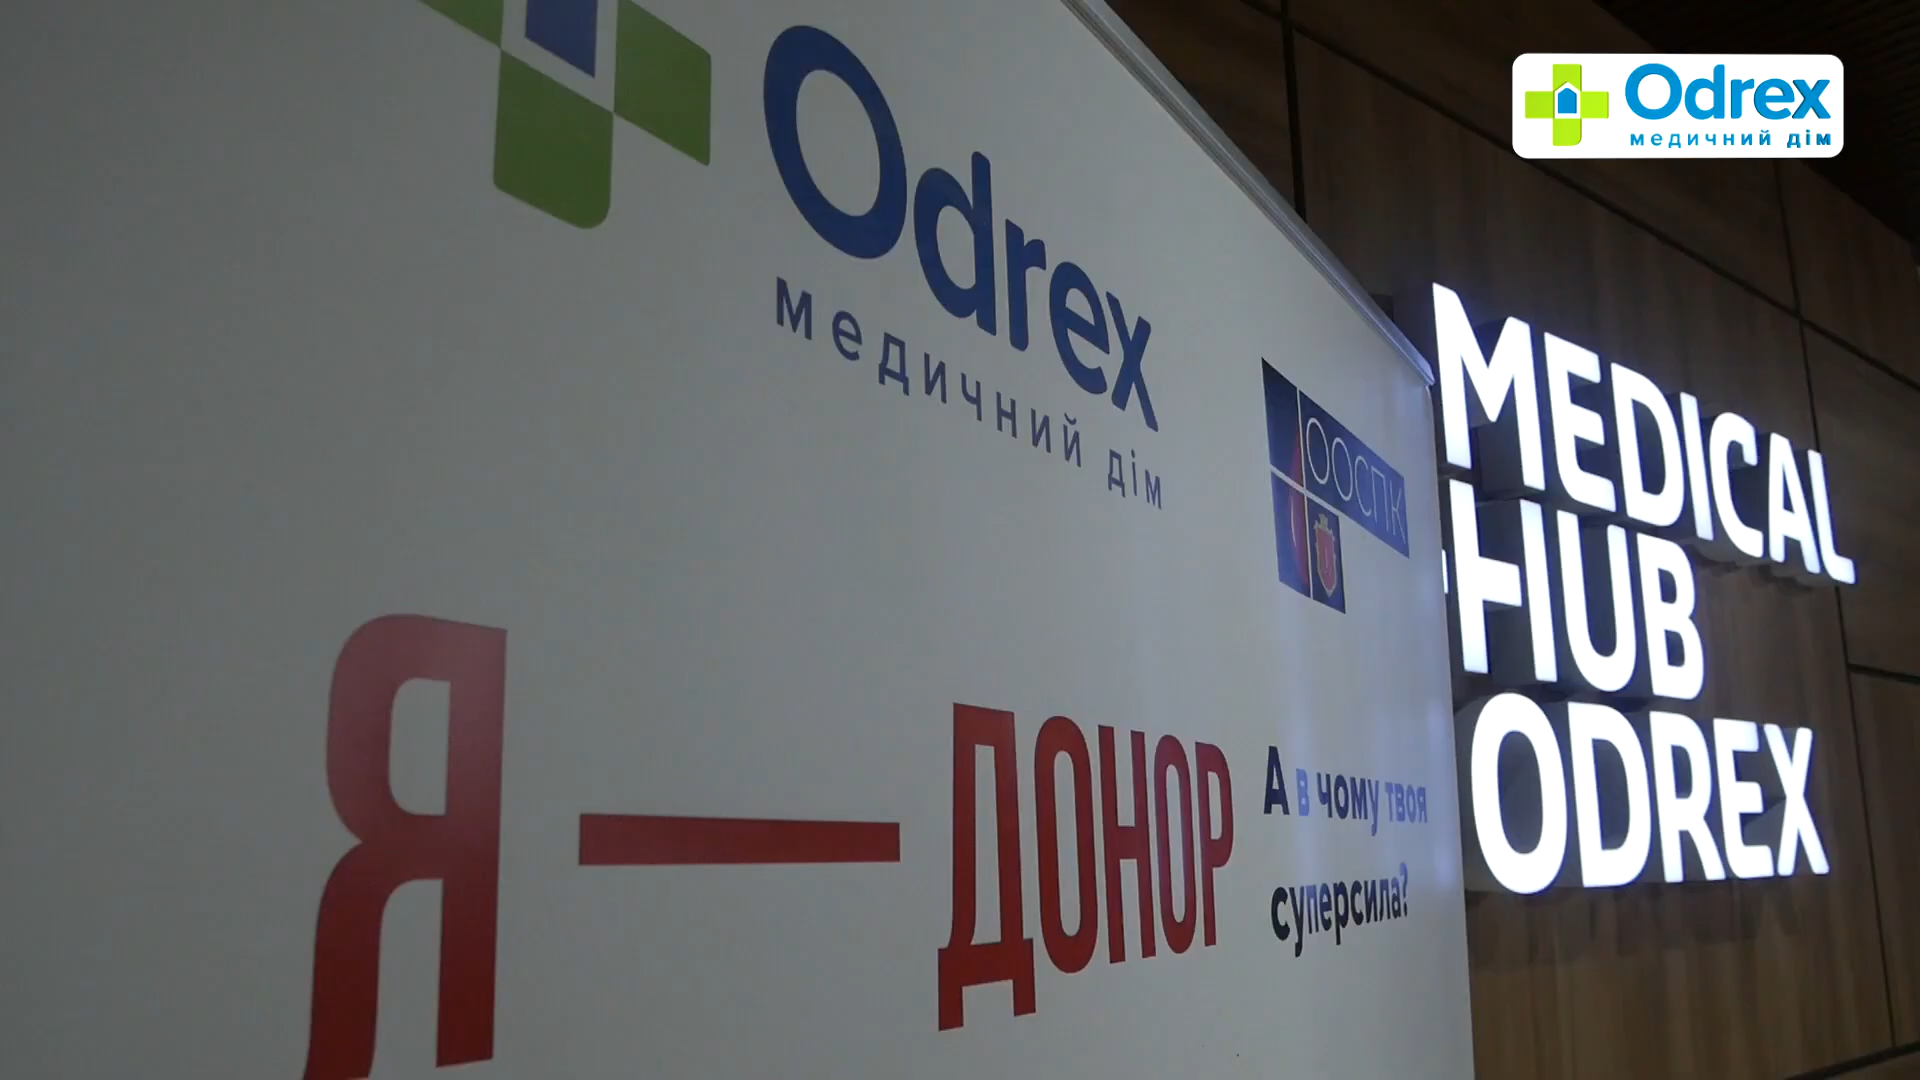 Odrex
медичний дім
Odrex
медичний дім
ООСПК
MEDICAL
HUB
ODREX
Я — ДОНОР
А в чому твоя
суперсила?